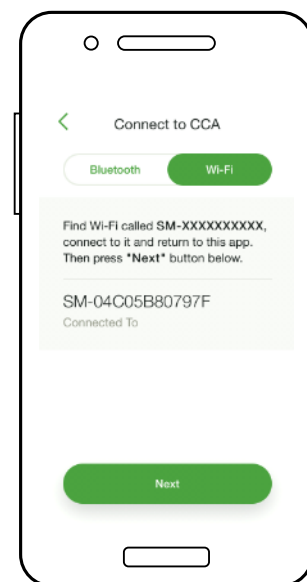 Connect to CCA
Bluetooth
Wi-Fi
Find Wi-Fi called SM-XXXXXXXXXX,
connect to it and return to this app.
Then press "Next" button below.
SM-04C05B80797F
Connected To
Next